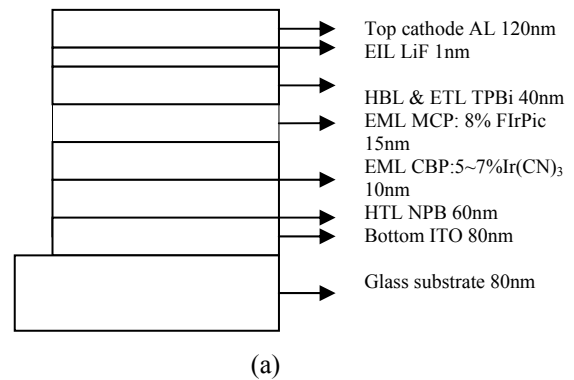 Top cathode AL 120nm
EIL LiF 1nm
HBL & ETL TPBi 40nm
EML MCP: 8% FIrPic
15nm
EML CBP:5~7%Ir(CN)₃
10nm
HTL NPB 60nm
Bottom ITO 80nm
Glass substrate 80nm
(a)